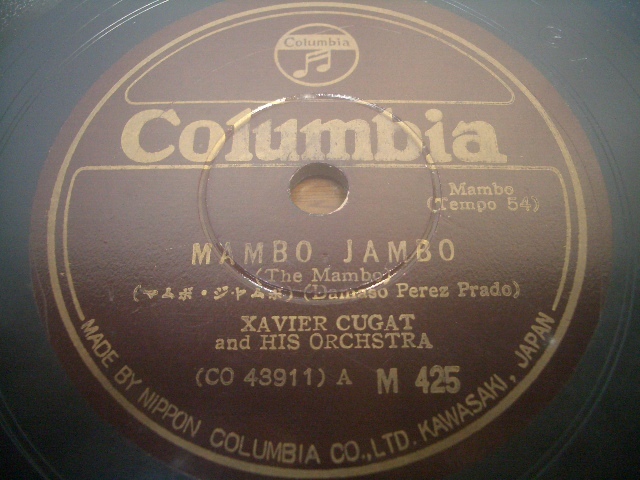 Columbia
Columbia
Mambo
(Tempo 54)
MAMBO JAMBO
(The Mambo)
(マムボ・ジャムボ) (Damaso Perez Prado)
XAVIER CUGAT
and HIS ORCHSTRA
(CO 43911) A M 425
MADE BY NIPPON COLUMBIA CO., LTD. KAWASAKI, JAPAN